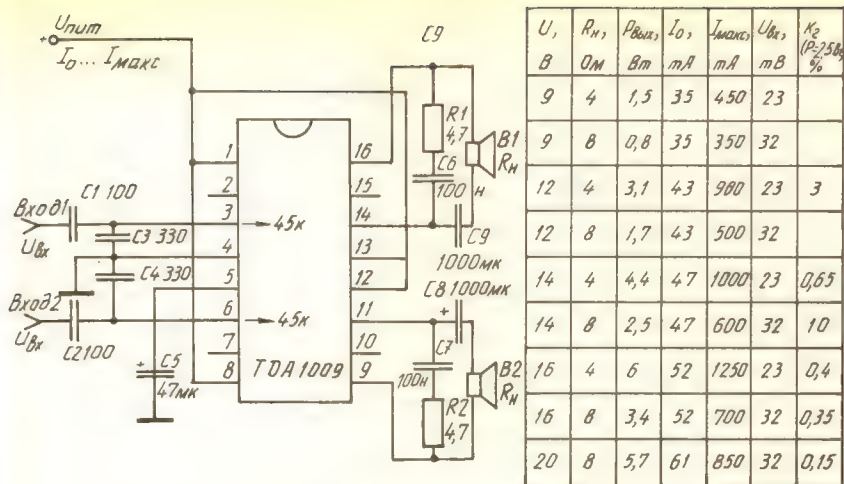 Uпит
+
I₀... Iмакс
C9
1
2
3
4
5
6
7
8
16
15
14
13
12
11
10
9
R1
4,7
C6
100 н
B1
Rн
C1 100
Вход1
Uвх
C3 330
C4 330
45к
C9
1000мк
C8 1000мк
+
Вход2
Uвх
C2 100
45к
+
C5
47мк
TDA1009
C7
100н
R2
4,7
B2
Rн
U, В | Rн, Ом | Pвых, Вт | I₀, mA | Iмакс, mA | Uвх, mВ | Kг (P=2,5Вт) %
9 4 1,5 35 450 23
9 8 0,8 35 350 32
12 4 3,1 43 980 23 3
12 8 1,7 43 500 32
14 4 4,4 47 1000 23 0,65
14 8 2,5 47 600 32 10
16 4 6 52 1250 23 0,4
16 8 3,4 52 700 32 0,35
20 8 5,7 61 850 32 0,15